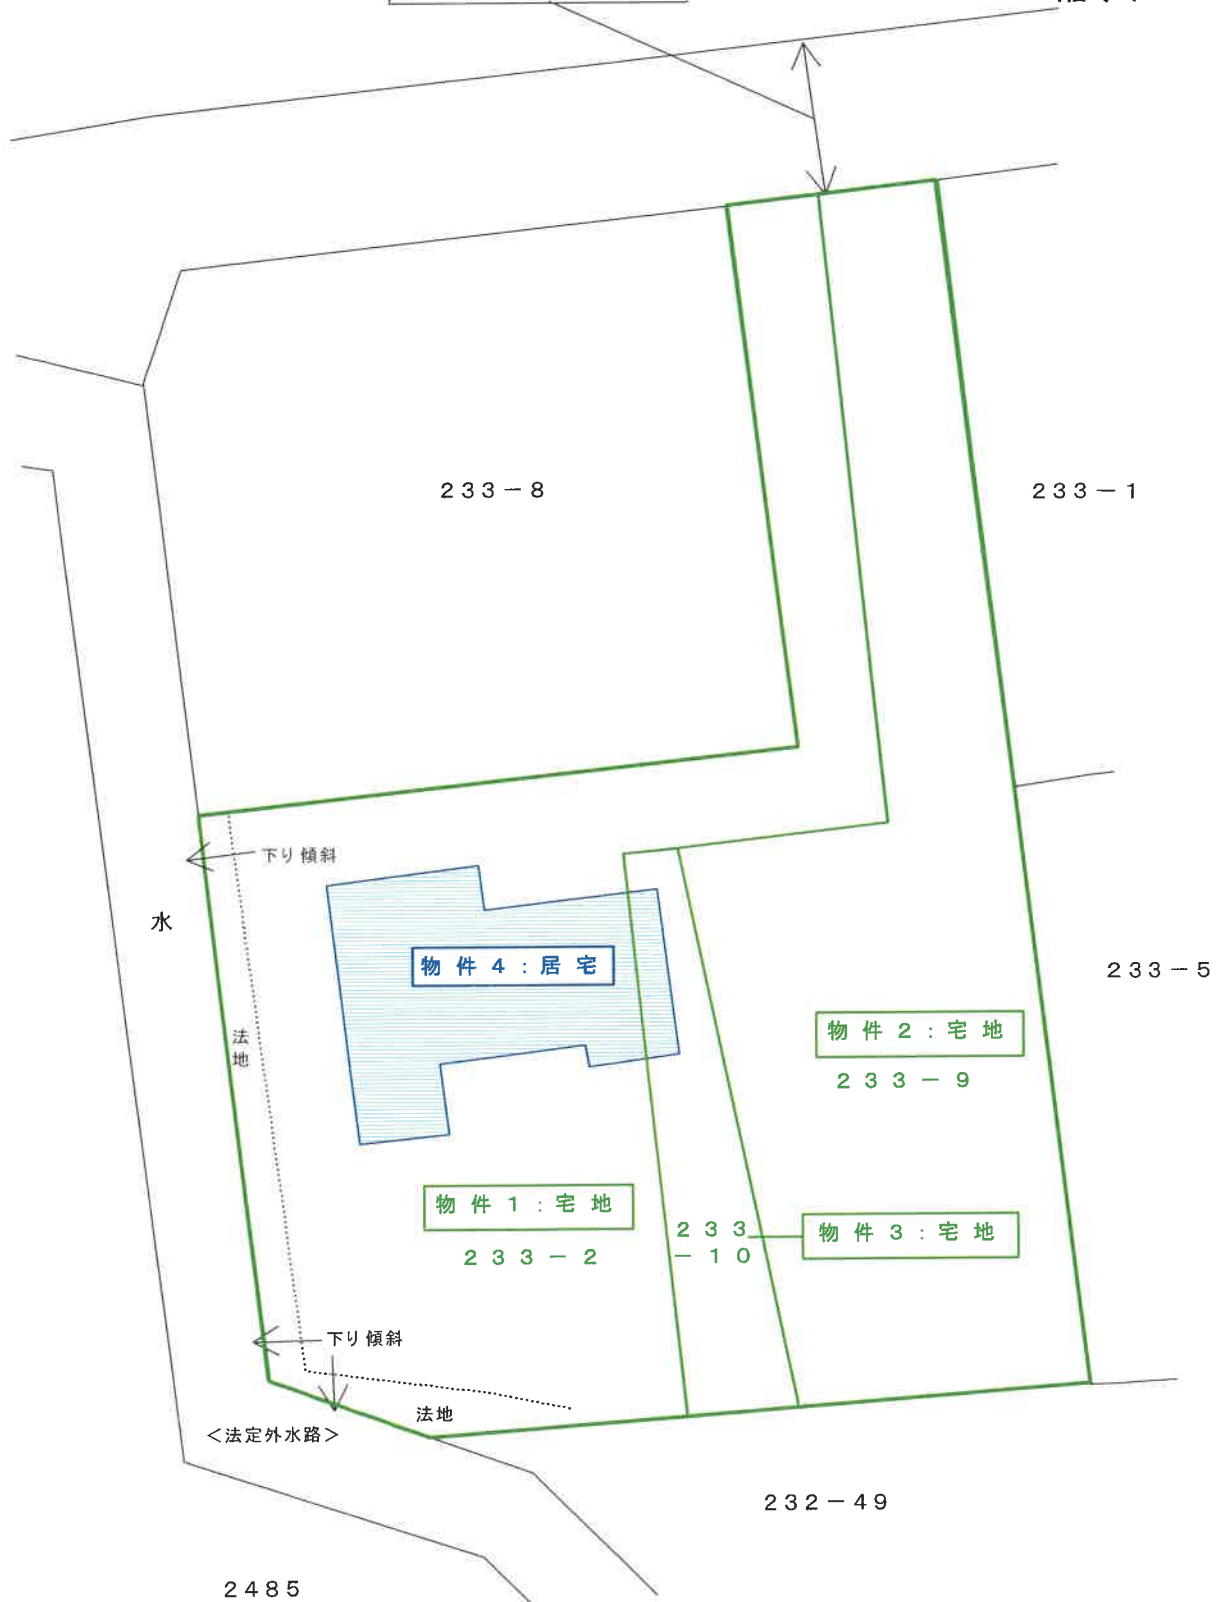 ２３３－８
２３３－１
下り傾斜
水
物件４：居宅
２３３－５
法地
物件２：宅地
２３３－９
物件１：宅地
２３３－２
２３３
－１０
物件３：宅地
下り傾斜
法地
＜法定外水路＞
２３２－４９
２４８５